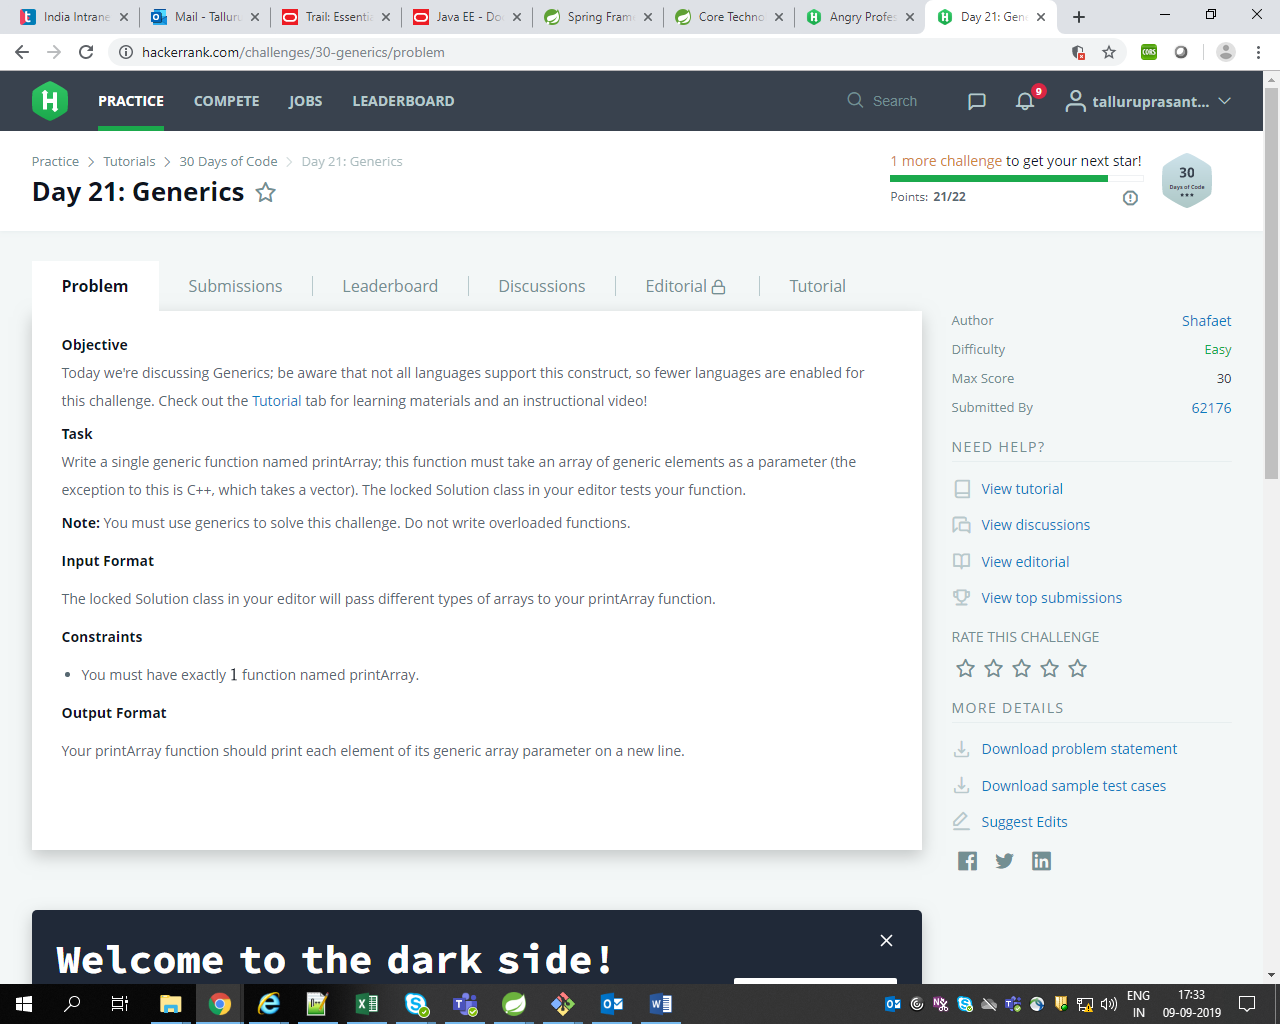 India Intrane
Mail - Tallur
Trail: Essentia
Java EE - Do
Spring Fram
Core Techno
Angry Profes
Day 21: Gen
hackerrank.com/challenges/30-generics/problem
CORS
H
PRACTICE
COMPETE
JOBS
LEADERBOARD
Search
9
talluruprasant...
Practice > Tutorials > 30 Days of Code > Day 21: Generics
Day 21: Generics
1 more challenge to get your next star!
Points: 21/22
30
Days of Code
Problem
Submissions
Leaderboard
Discussions
Editorial
Tutorial
Objective
Today we're discussing Generics; be aware that not all languages support this construct, so fewer languages are enabled for
this challenge. Check out the Tutorial tab for learning materials and an instructional video!
Task
Write a single generic function named printArray; this function must take an array of generic elements as a parameter (the
exception to this is C++, which takes a vector). The locked Solution class in your editor tests your function.
Note: You must use generics to solve this challenge. Do not write overloaded functions.
Input Format
The locked Solution class in your editor will pass different types of arrays to your printArray function.
Constraints
• You must have exactly 1 function named printArray.
Output Format
Your printArray function should print each element of its generic array parameter on a new line.
Author Shafaet
Difficulty Easy
Max Score 30
Submitted By 62176
NEED HELP?
View tutorial
View discussions
View editorial
View top submissions
RATE THIS CHALLENGE
MORE DETAILS
Download problem statement
Download sample test cases
Suggest Edits
Welcome to the dark side!
ENG
IN
17:33
09-09-2019